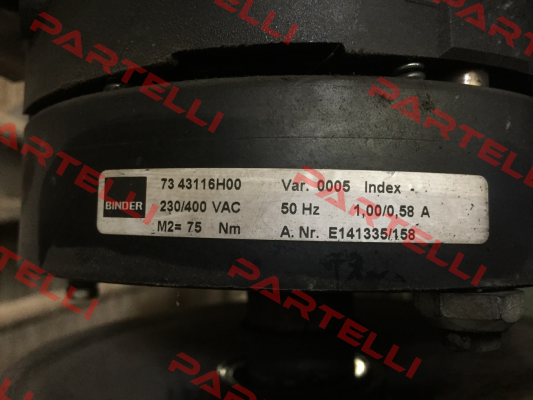 PARTELLI
PARTELLI
PARTELLI
73 43116H00 Var. 0005 Index -
BINDER 230/400 VAC 50 Hz 1,00/0,58 A
M2= 75 Nm A. Nr. E141335/158
PARTELLI
PARTELLI
PARTELLI